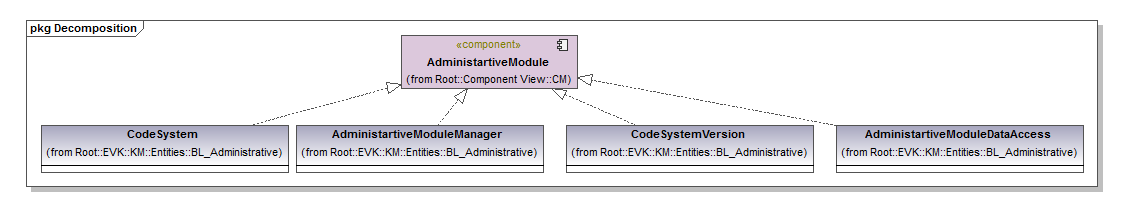 pkg Decomposition
«component»
AdministartiveModule
(from Root::Component View::CM)
CodeSystem
(from Root::EVK::KM::Entities::BL_Administrative)
AdministartiveModuleManager
(from Root::EVK::KM::Entities::BL_Administrative)
CodeSystemVersion
(from Root::EVK::KM::Entities::BL_Administrative)
AdministartiveModuleDataAccess
(from Root::EVK::KM::Entities::BL_Administrative)